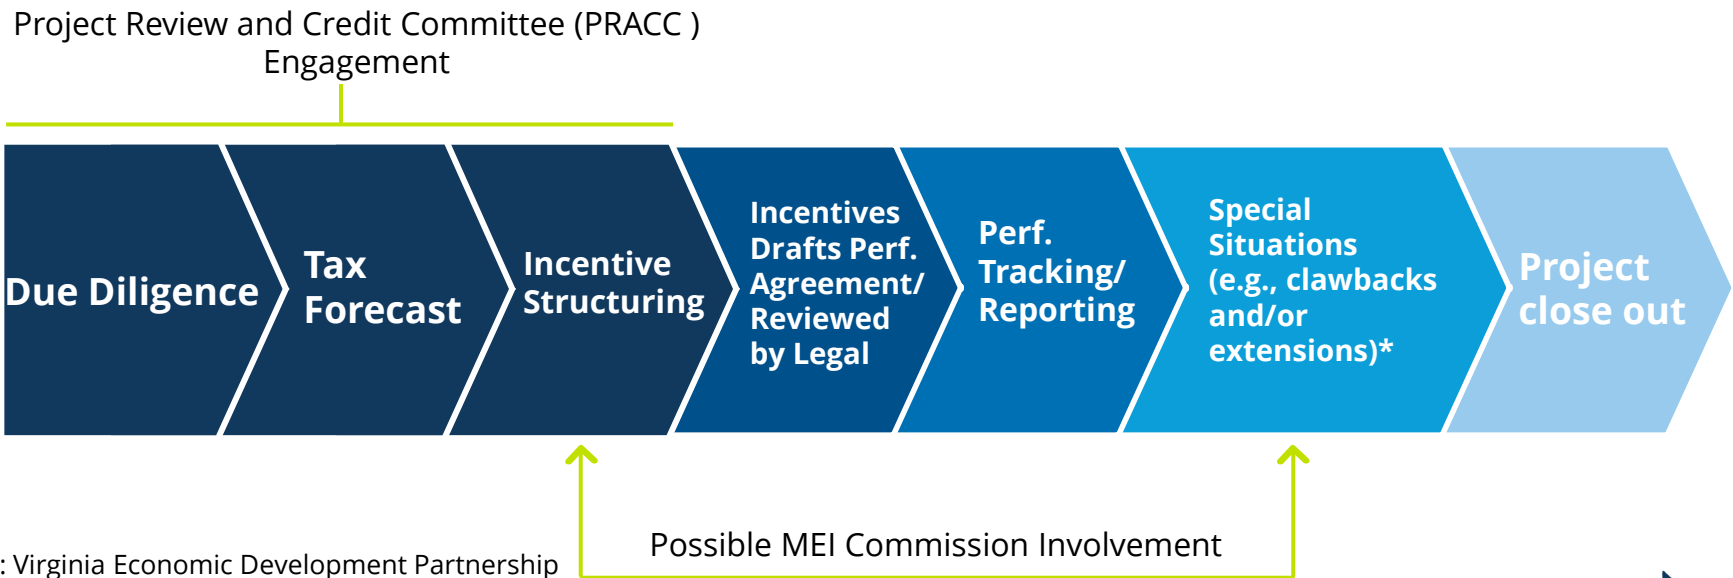 Project Review and Credit Committee (PRACC )
Engagement
Due Diligence
Tax
Forecast
Incentive
Structuring
Incentives
Drafts Perf.
Agreement/
Reviewed
by Legal
Perf.
Tracking/
Reporting
Special
Situations
(e.g., clawbacks
and/or
extensions)*
Project
close out
Possible MEI Commission Involvement
: Virginia Economic Development Partnership